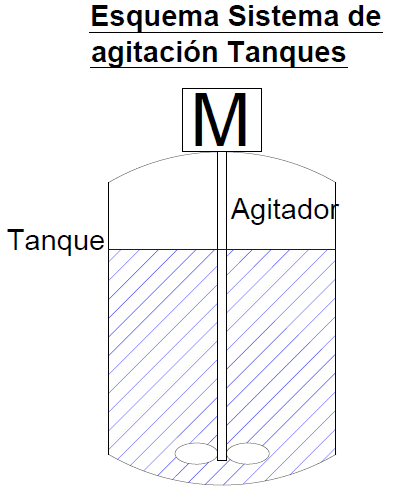 Esquema Sistema de
agitación Tanques
M
Agitador
Tanque